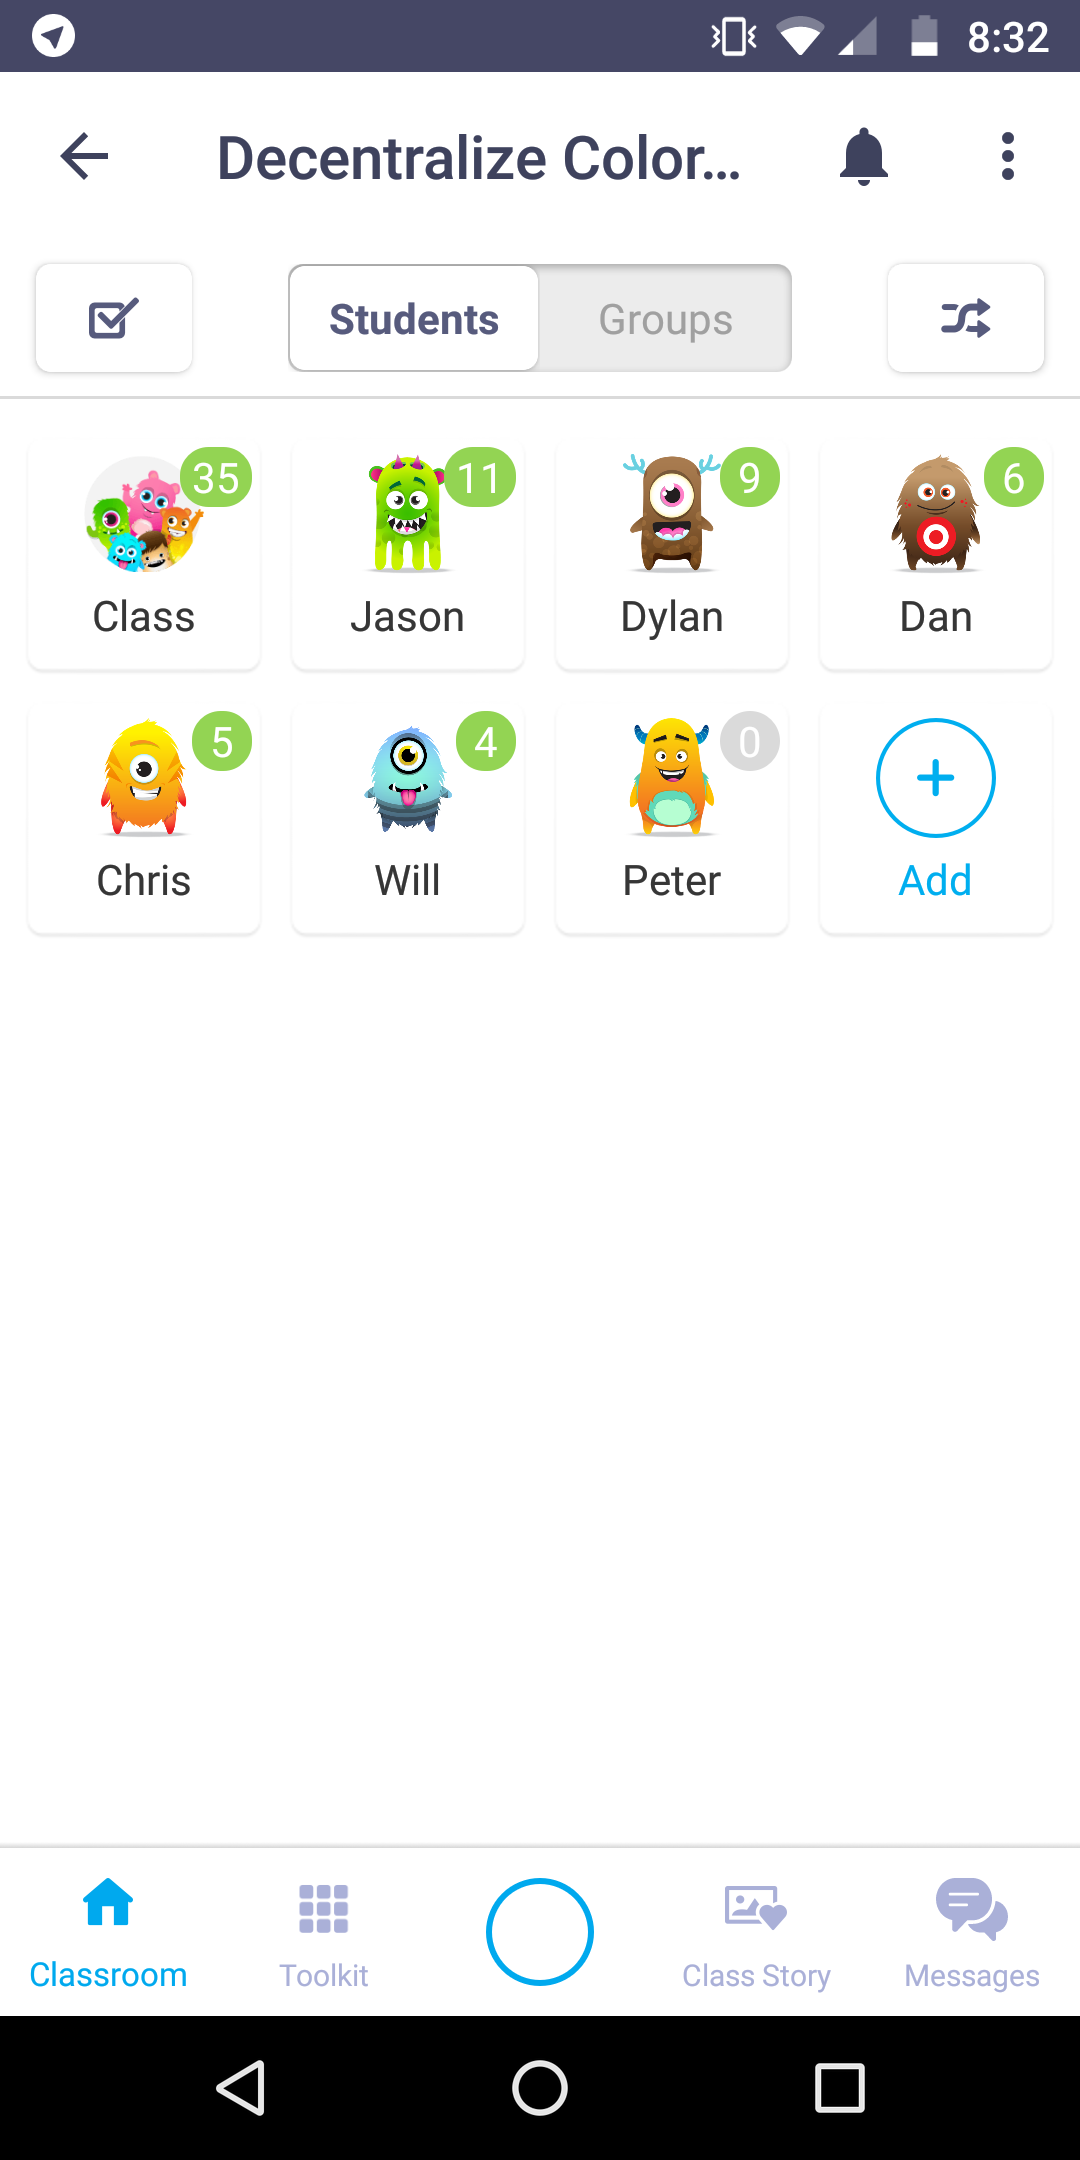 8:32
Decentralize Color...
Students Groups
35 11 9 6
Class Jason Dylan Dan
5 4 0
Chris Will Peter Add
Classroom Toolkit Class Story Messages